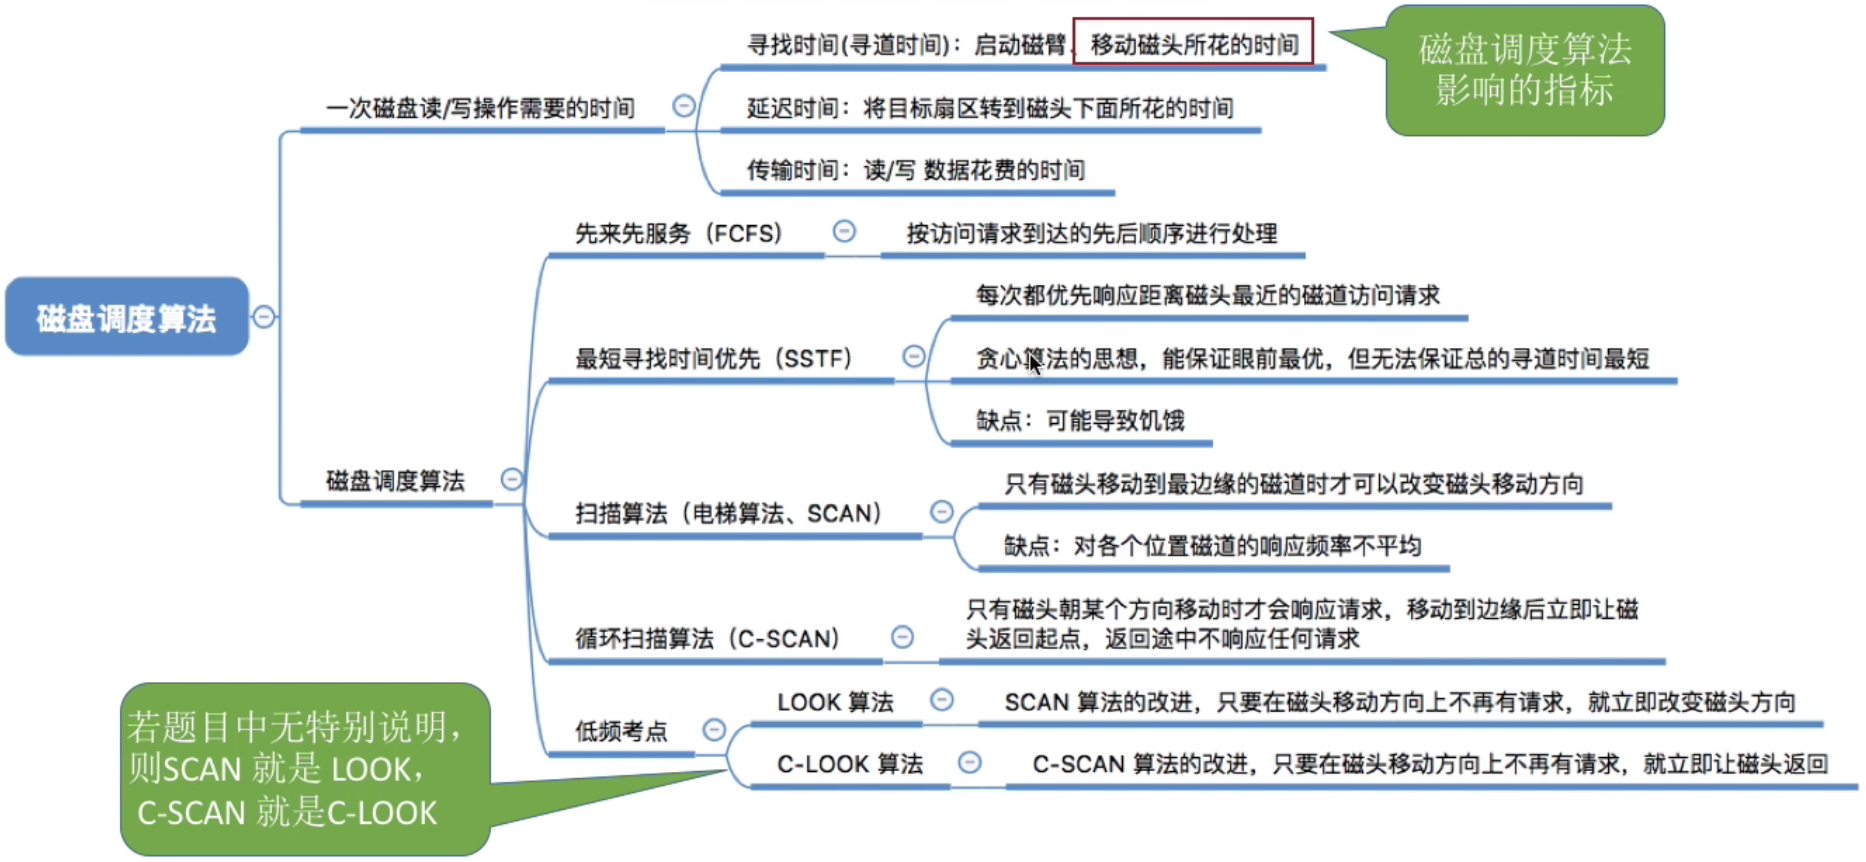 寻找时间(寻道时间)：启动磁臂、移动磁头所花的时间
磁盘调度算法
影响的指标
一次磁盘读/写操作需要的时间
延迟时间：将目标扇区转到磁头下面所花的时间
传输时间：读/写 数据花费的时间
先来先服务（FCFS）
按访问请求到达的先后顺序进行处理
磁盘调度算法
每次都优先响应距离磁头最近的磁道访问请求
最短寻找时间优先（SSTF）
贪心算法的思想，能保证眼前最优，但无法保证总的寻道时间最短
缺点：可能导致饥饿
磁盘调度算法
只有磁头移动到最边缘的磁道时才可以改变磁头移动方向
扫描算法（电梯算法、SCAN）
缺点：对各个位置磁道的响应频率不平均
循环扫描算法（C-SCAN）
只有磁头朝某个方向移动时才会响应请求，移动到边缘后立即让磁
头返回起点，返回途中不响应任何请求
低频考点
LOOK 算法
SCAN 算法的改进，只要在磁头移动方向上不再有请求，就立即改变磁头方向
C-LOOK 算法
C-SCAN 算法的改进，只要在磁头移动方向上不再有请求，就立即让磁头返回
若题目中无特别说明，
则SCAN 就是 LOOK，
C-SCAN 就是C-LOOK